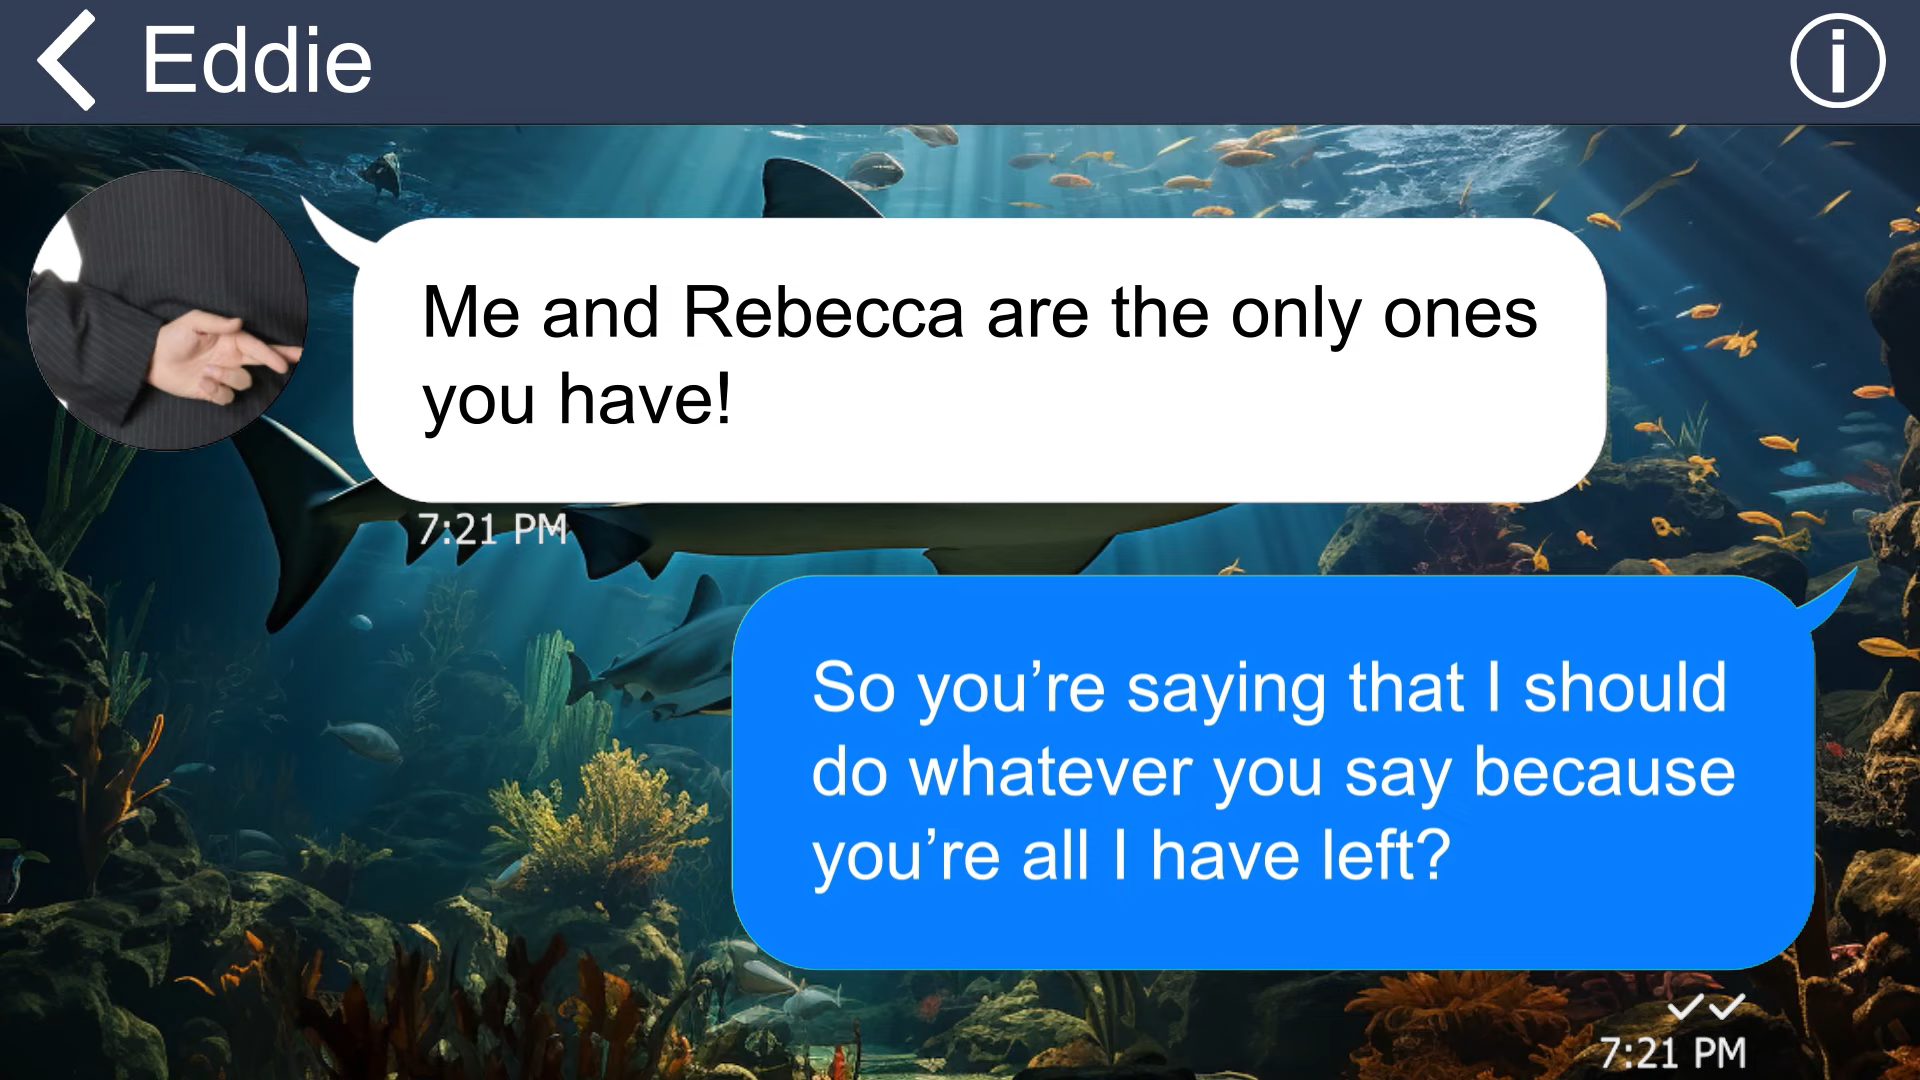 Eddie
Me and Rebecca are the only ones
you have!
7:21 PM
So you’re saying that I should
do whatever you say because
you’re all I have left?
7:21 PM